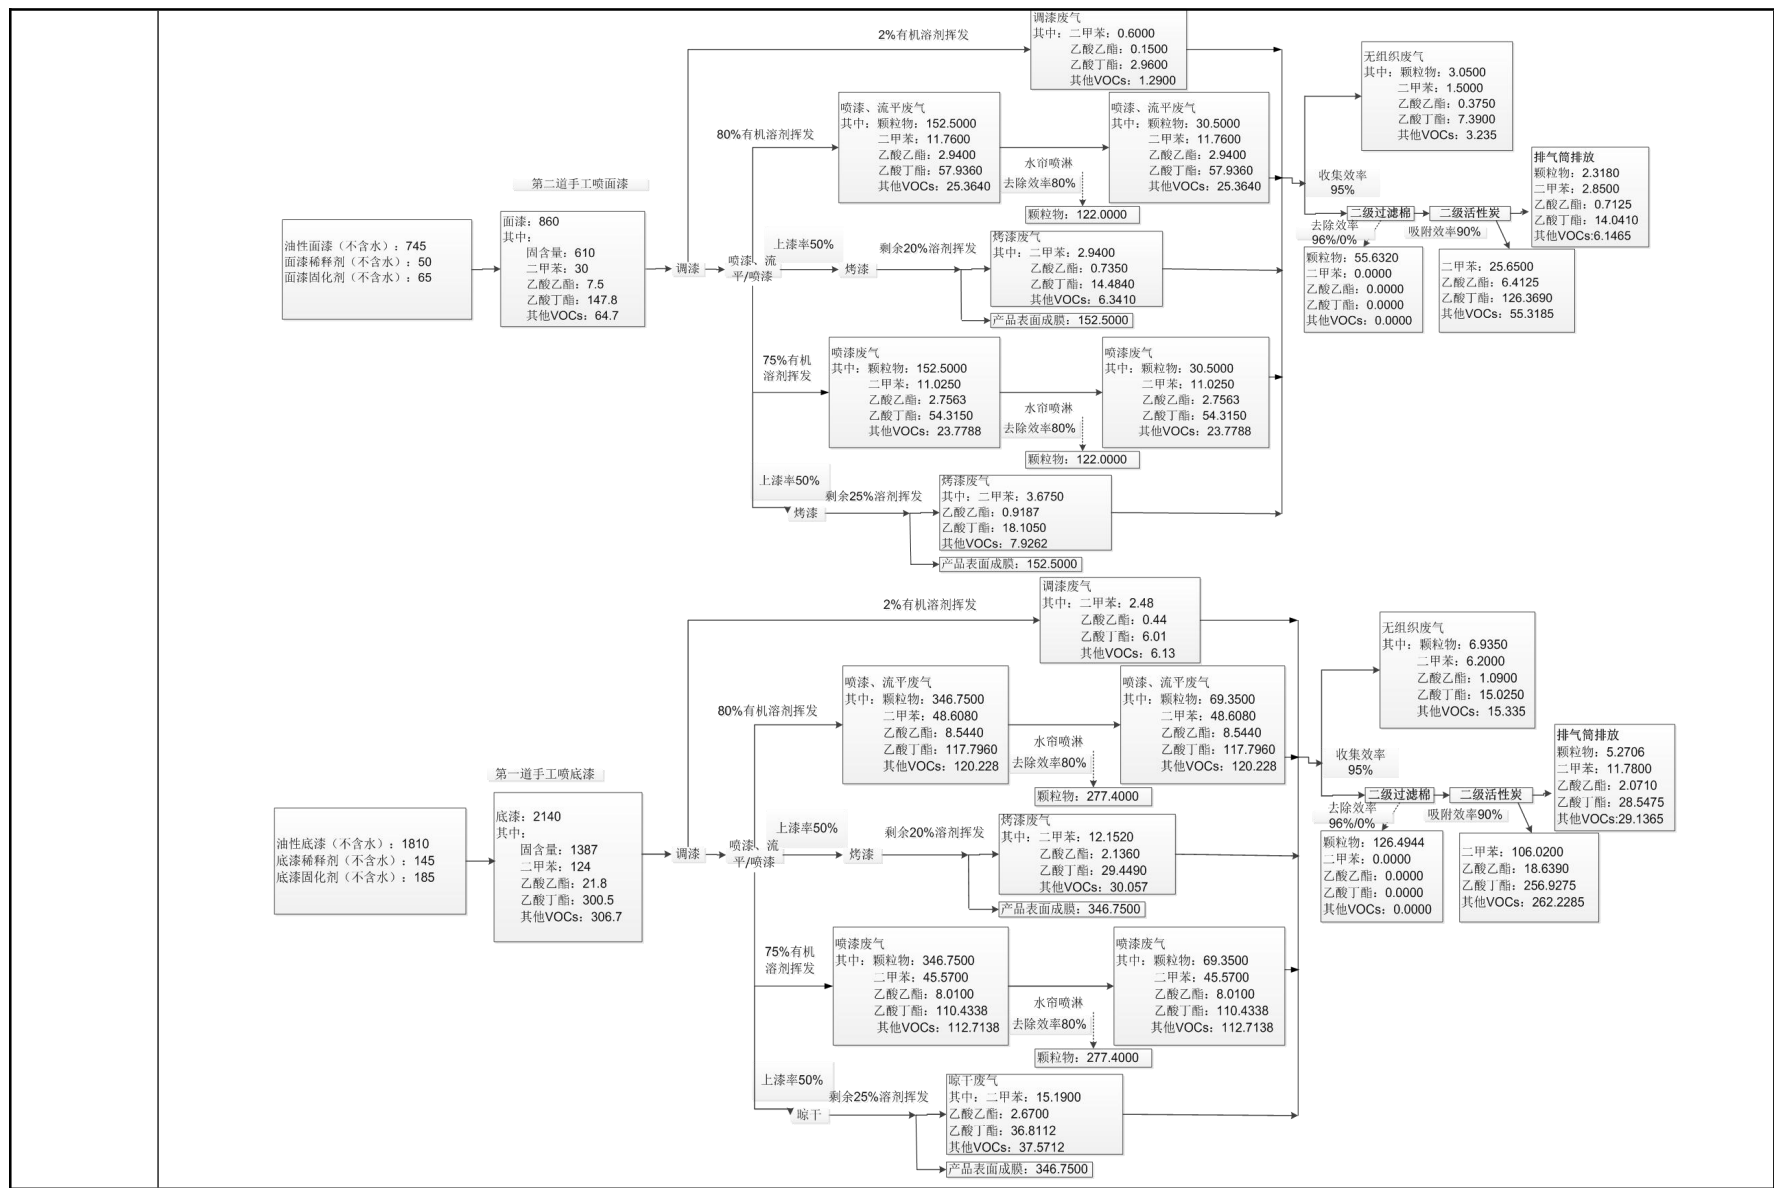 调漆废气
其中：二甲苯：0.6000
乙酸乙酯：0.1500
乙酸丁酯：2.9600
其他VOCs：1.2900
2%有机溶剂挥发
无组织废气
其中：颗粒物：3.0500
二甲苯：1.5000
乙酸乙酯：0.3750
乙酸丁酯：7.3900
其他VOCs：3.235
80%有机溶剂挥发
喷漆、流平废气
其中：颗粒物：152.5000
二甲苯：11.7600
乙酸乙酯：2.9400
乙酸丁酯：57.9360
其他VOCs：25.3640
水帘喷淋
去除效率80%
颗粒物：122.0000
喷漆、流平废气
其中：颗粒物：30.5000
二甲苯：11.7600
乙酸乙酯：2.9400
乙酸丁酯：57.9360
其他VOCs：25.3640
收集效率
95%
排气筒排放
颗粒物：2.3180
二甲苯：2.8500
乙酸乙酯：0.7125
乙酸丁酯：14.0410
其他VOCs:6.1465
二级过滤棉
二级活性炭
去除效率
96%/0%
吸附效率90%
颗粒物：55.6320
二甲苯：0.0000
乙酸乙酯：0.0000
乙酸丁酯：0.0000
其他VOCs：0.0000
二甲苯：25.6500
乙酸乙酯：6.4125
乙酸丁酯：126.3690
其他VOCs：55.3185
第二道手工喷面漆
油性面漆（不含水）：745
面漆稀释剂（不含水）：50
面漆固化剂（不含水）：65
面漆：860
其中：
固含量：610
二甲苯：30
乙酸乙酯：7.5
乙酸丁酯：147.8
其他VOCs：64.7
调漆
喷漆、流
平/喷漆
上漆率50%
烤漆
剩余20%溶剂挥发
烤漆废气
其中：二甲苯：2.9400
乙酸乙酯：0.7350
乙酸丁酯：14.4840
其他VOCs：6.3410
产品表面成膜：152.5000
75%有机
溶剂挥发
喷漆废气
其中：颗粒物：152.5000
二甲苯：11.0250
乙酸乙酯：2.7563
乙酸丁酯：54.3150
其他VOCs：23.7788
水帘喷淋
去除效率80%
颗粒物：122.0000
喷漆废气
其中：颗粒物：30.5000
二甲苯：11.0250
乙酸乙酯：2.7563
乙酸丁酯：54.3150
其他VOCs：23.7788
上漆率50%
剩余25%溶剂挥发
烤漆
烤漆废气
其中：二甲苯：3.6750
乙酸乙酯：0.9187
乙酸丁酯：18.1050
其他VOCs：7.9262
产品表面成膜：152.5000
2%有机溶剂挥发
调漆废气
其中：二甲苯：2.48
乙酸乙酯：0.44
乙酸丁酯：6.01
其他VOCs：6.13
无组织废气
其中：颗粒物：6.9350
二甲苯：6.2000
乙酸乙酯：1.0900
乙酸丁酯：15.0250
其他VOCs：15.335
80%有机溶剂挥发
喷漆、流平废气
其中：颗粒物：346.7500
二甲苯：48.6080
乙酸乙酯：8.5440
乙酸丁酯：117.7960
其他VOCs：120.228
水帘喷淋
去除效率80%
颗粒物：277.4000
喷漆、流平废气
其中：颗粒物：69.3500
二甲苯：48.6080
乙酸乙酯：8.5440
乙酸丁酯：117.7960
其他VOCs：120.228
收集效率
95%
排气筒排放
颗粒物：5.2706
二甲苯：11.7800
乙酸乙酯：2.0710
乙酸丁酯：28.5475
其他VOCs:29.1365
二级过滤棉
二级活性炭
去除效率
96%/0%
吸附效率90%
颗粒物：126.4944
二甲苯：0.0000
乙酸乙酯：0.0000
乙酸丁酯：0.0000
其他VOCs：0.0000
二甲苯：106.0200
乙酸乙酯：18.6390
乙酸丁酯：256.9275
其他VOCs：262.2285
第一道手工喷底漆
油性底漆（不含水）：1810
底漆稀释剂（不含水）：145
底漆固化剂（不含水）：185
底漆：2140
其中：
固含量：1387
二甲苯：124
乙酸乙酯：21.8
乙酸丁酯：300.5
其他VOCs：306.7
调漆
喷漆、流
平/喷漆
上漆率50%
烤漆
剩余20%溶剂挥发
烤漆废气
其中：二甲苯：12.1520
乙酸乙酯：2.1360
乙酸丁酯：29.4490
其他VOCs：30.057
产品表面成膜：346.7500
75%有机
溶剂挥发
喷漆废气
其中：颗粒物：346.7500
二甲苯：45.5700
乙酸乙酯：8.0100
乙酸丁酯：110.4338
其他VOCs：112.7138
水帘喷淋
去除效率80%
颗粒物：277.4000
喷漆废气
其中：颗粒物：69.3500
二甲苯：45.5700
乙酸乙酯：8.0100
乙酸丁酯：110.4338
其他VOCs：112.7138
上漆率50%
剩余25%溶剂挥发
晾干
晾干废气
其中：二甲苯：15.1900
乙酸乙酯：2.6700
乙酸丁酯：36.8112
其他VOCs：37.5712
产品表面成膜：346.7500